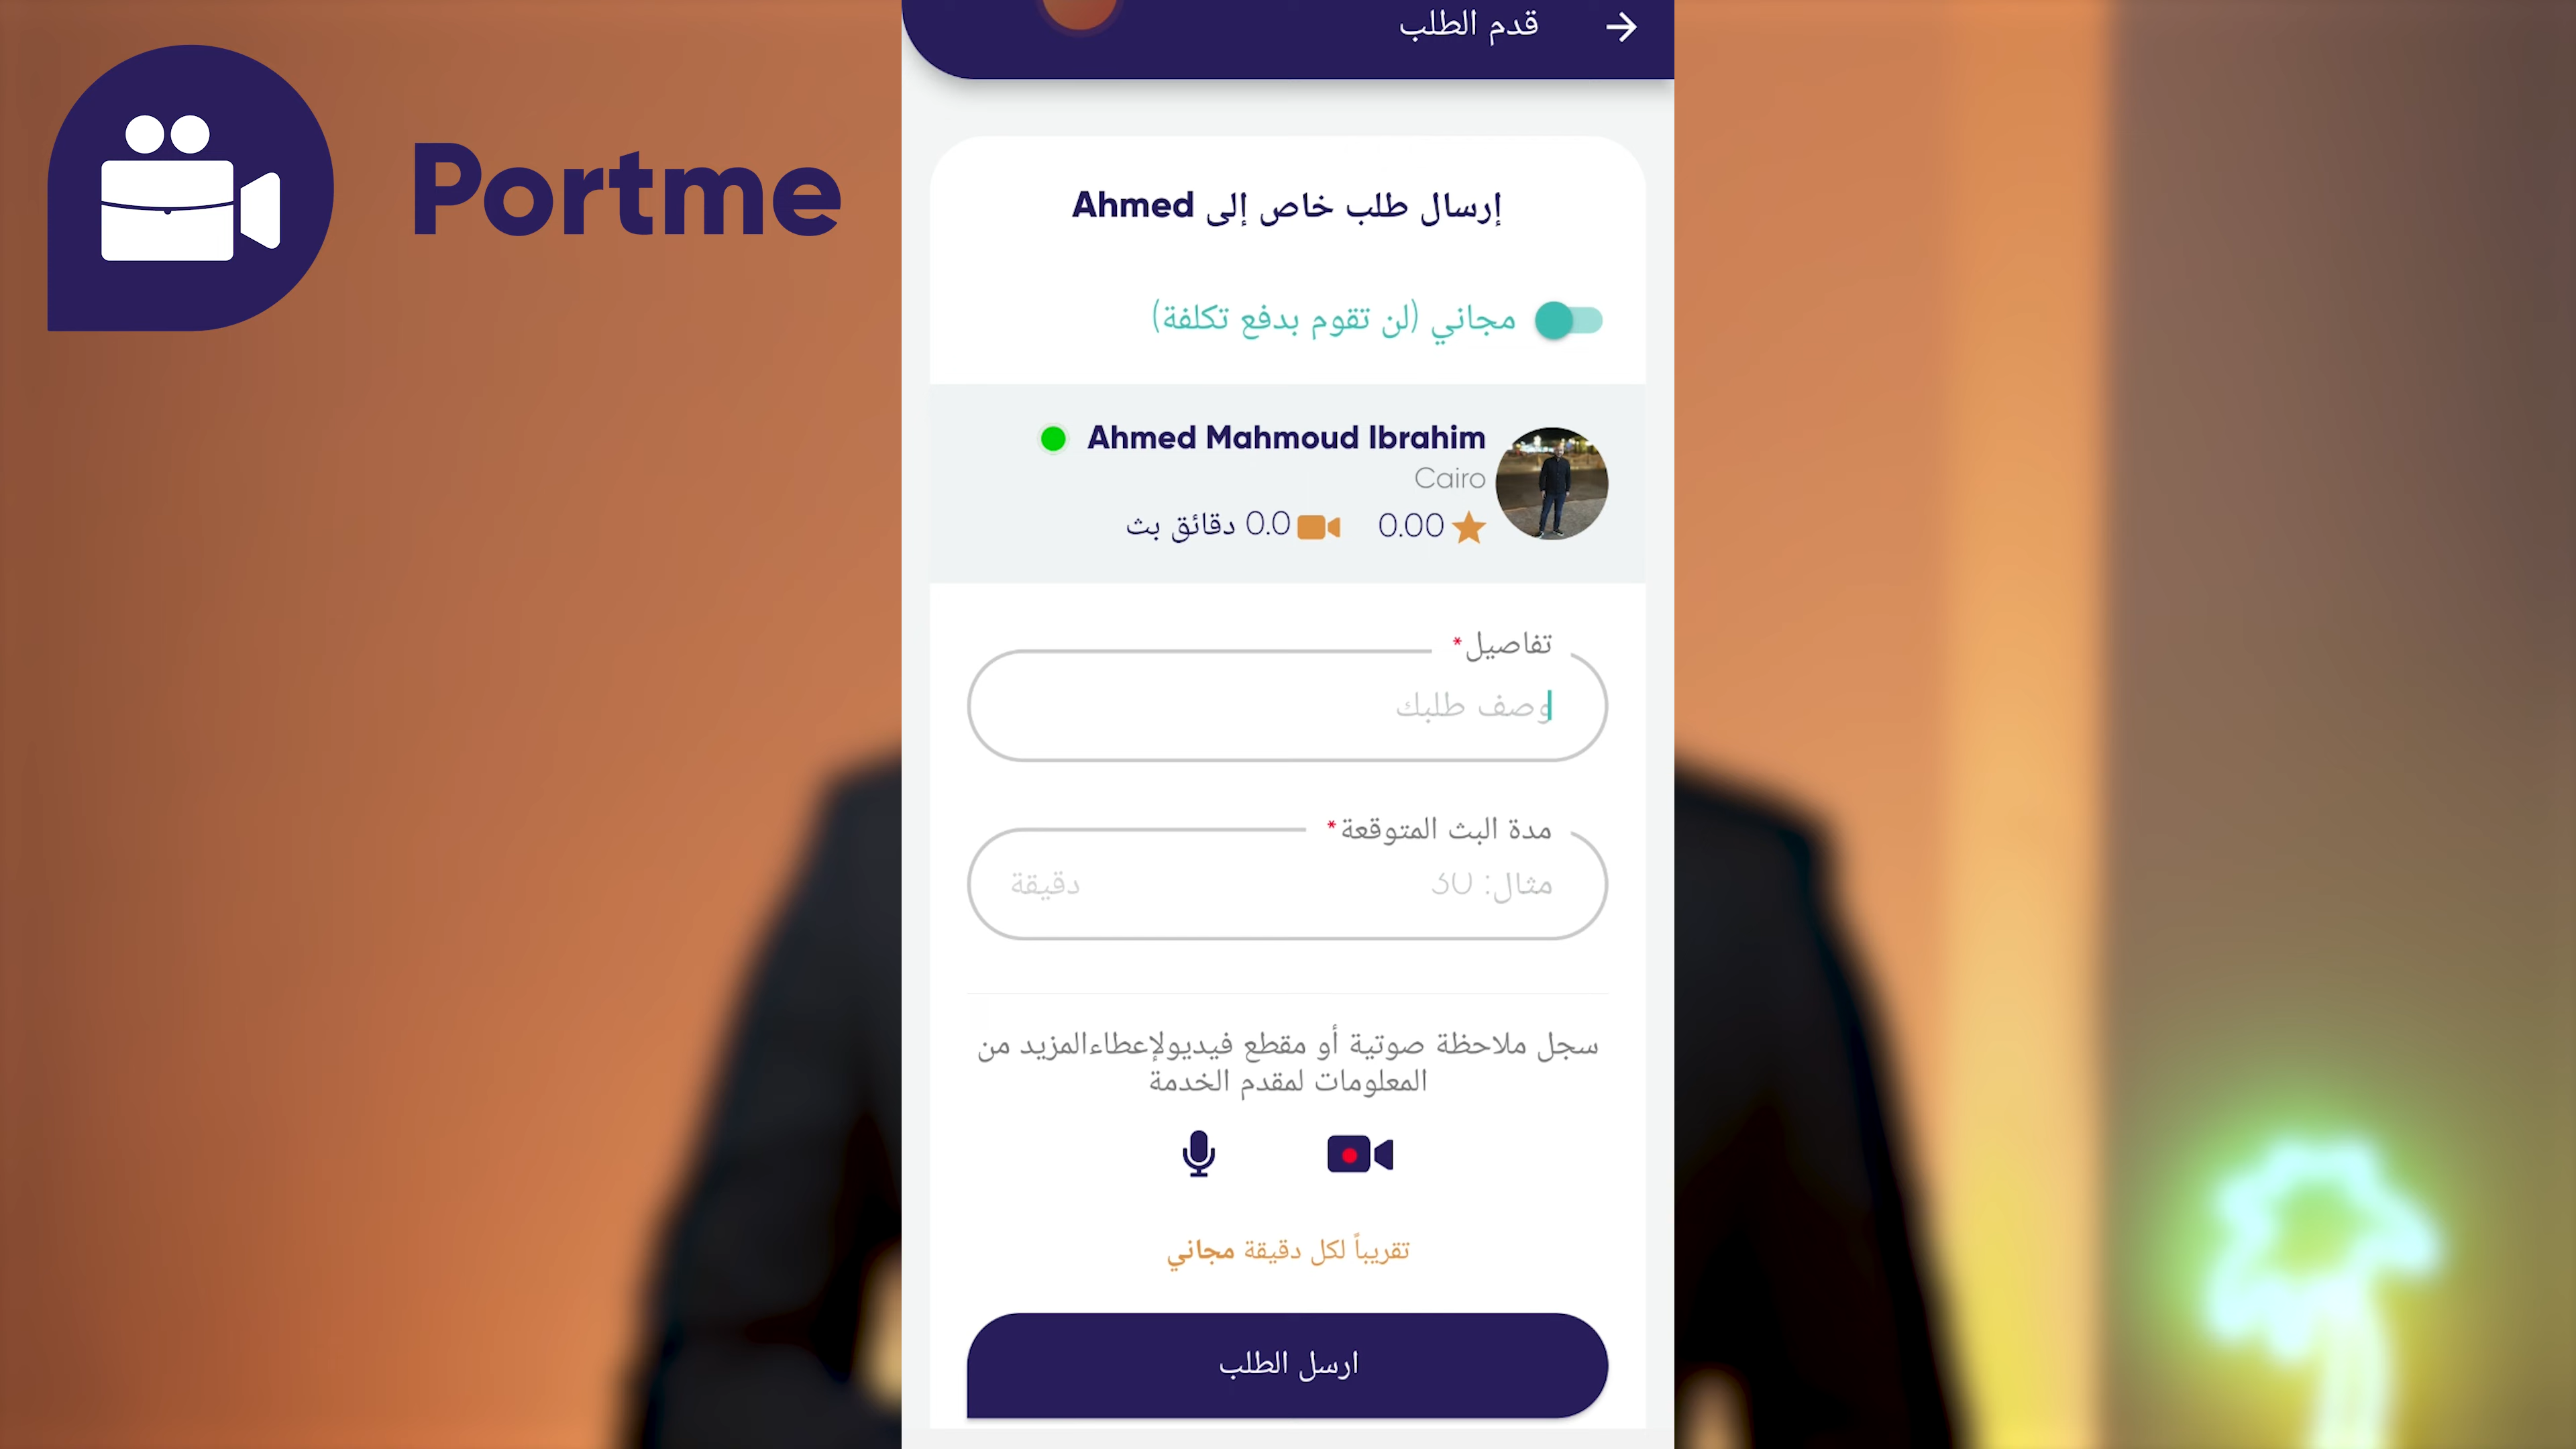 Portme
قدم الطلب
إرسال طلب خاص إلى Ahmed
مجاني (لن تقوم بدفع تكلفة)
Ahmed Mahmoud Ibrahim
Cairo
0.00 0.0 دقائق بث
تفاصيل*
وصف طلبك
مدة البث المتوقعة*
مثال: 30 دقيقة
سجل ملاحظة صوتية أو مقطع فيديولإعطاءالمزيد من
المعلومات لمقدم الخدمة
تقريباً لكل دقيقة مجاني
ارسل الطلب